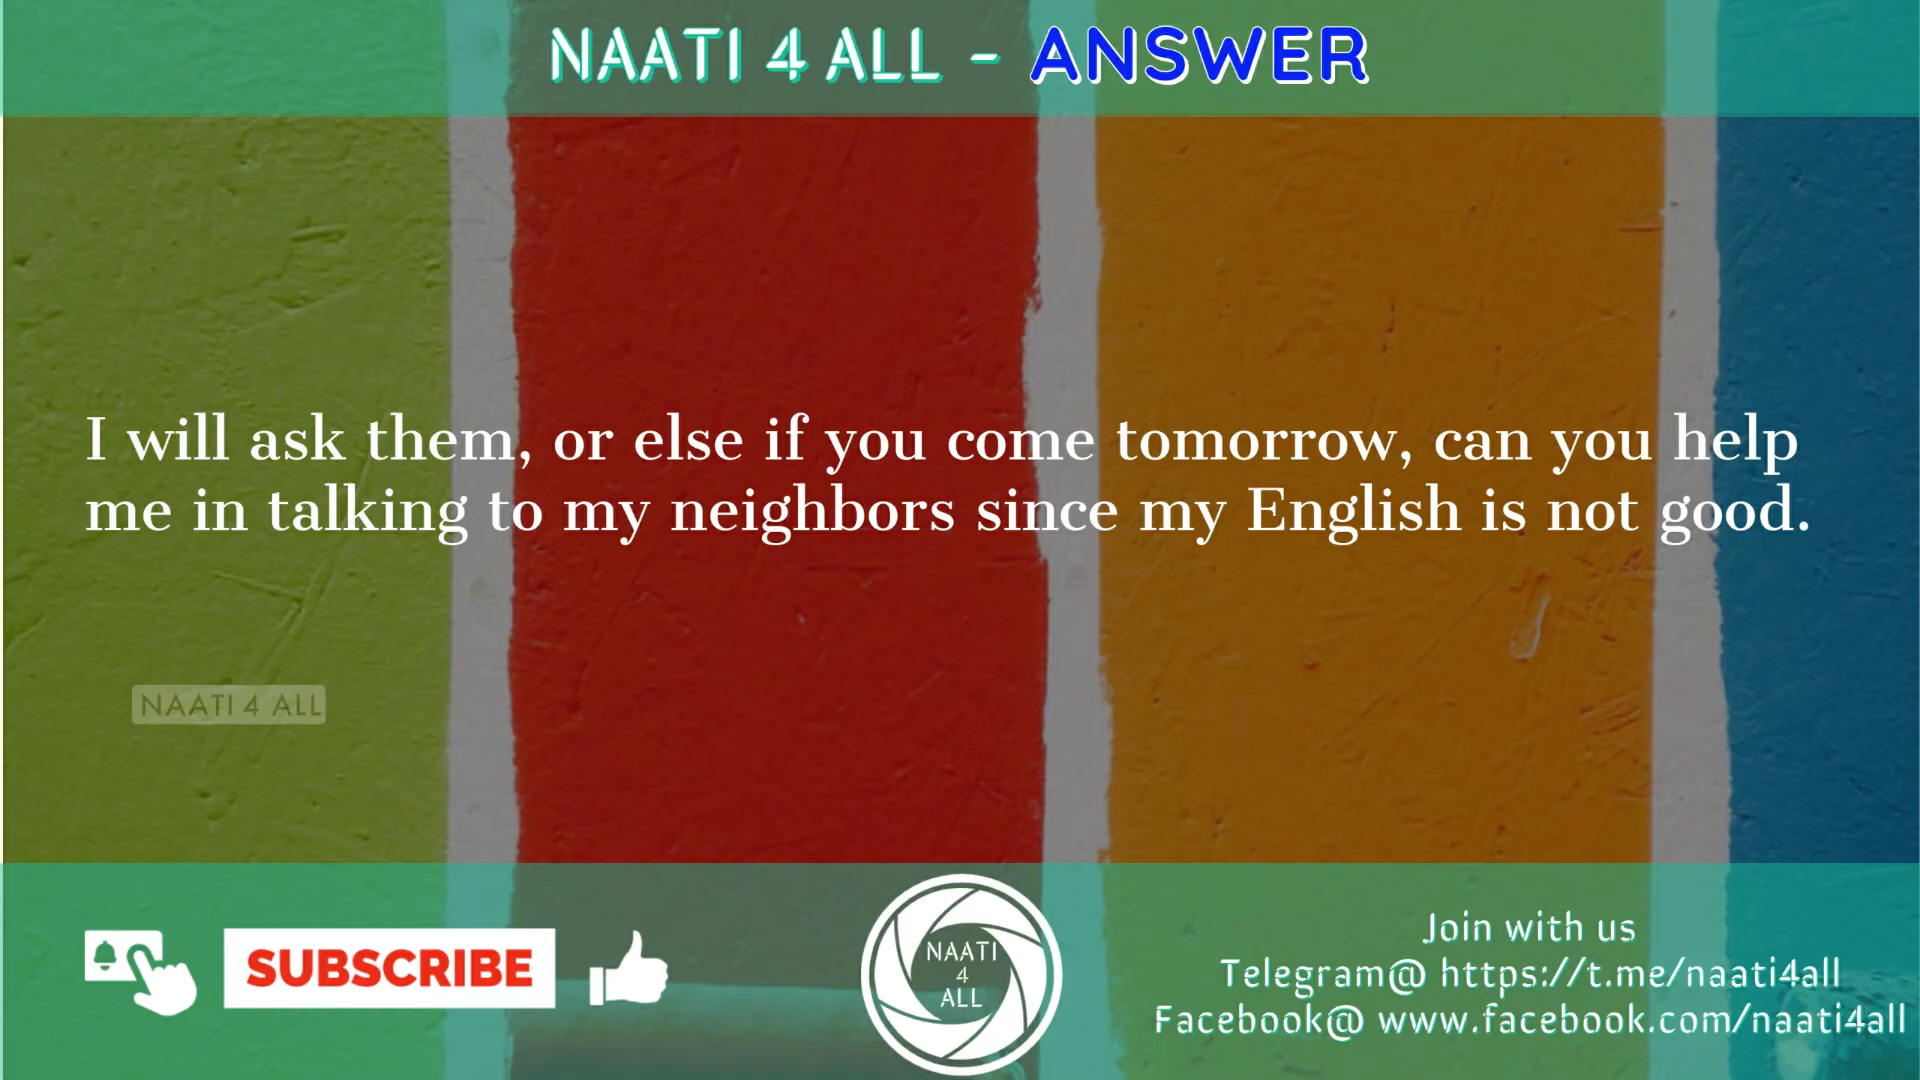 NAATI 4 ALL - ANSWER
I will ask them, or else if you come tomorrow, can you help
me in talking to my neighbors since my English is not good.
NAATI 4 ALL
SUBSCRIBE
NAATI
4
ALL
Join with us
Telegram@ https://t.me/naati4all
Facebook@ www.facebook.com/naati4all